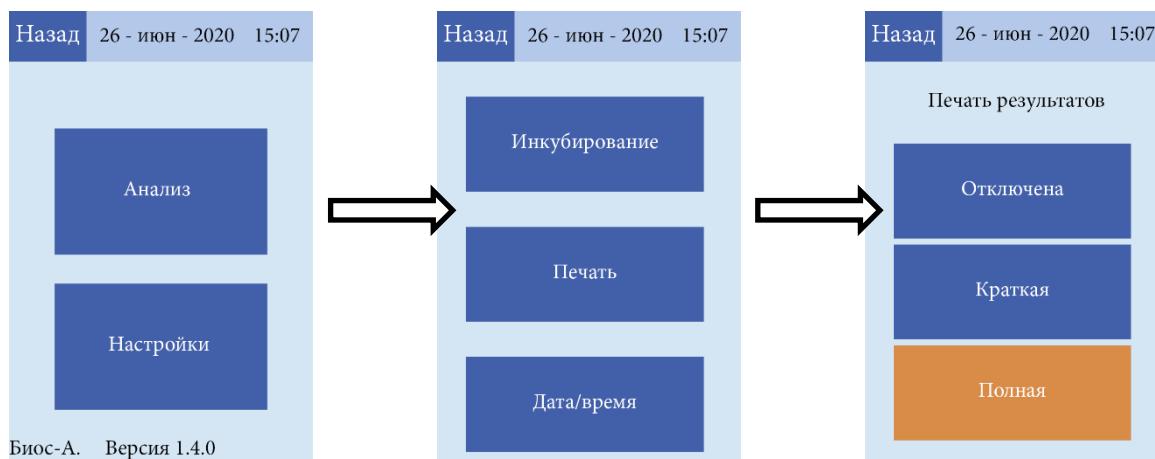 Назад 26 - июн - 2020 15:07
Анализ
Настройки
Биос-А. Версия 1.4.0
Назад 26 - июн - 2020 15:07
Инкубирование
Печать
Дата/время
Назад 26 - июн - 2020 15:07
Печать результатов
Отключена
Краткая
Полная